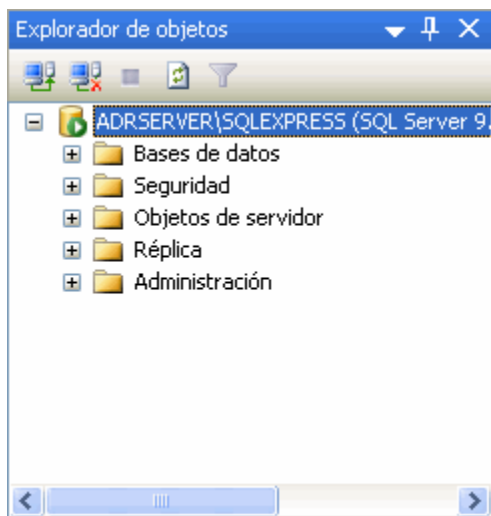 Explorador de objetos
ADRSERVER\SQLEXPRESS (SQL Server 9.
Bases de datos
Seguridad
Objetos de servidor
Réplica
Administración